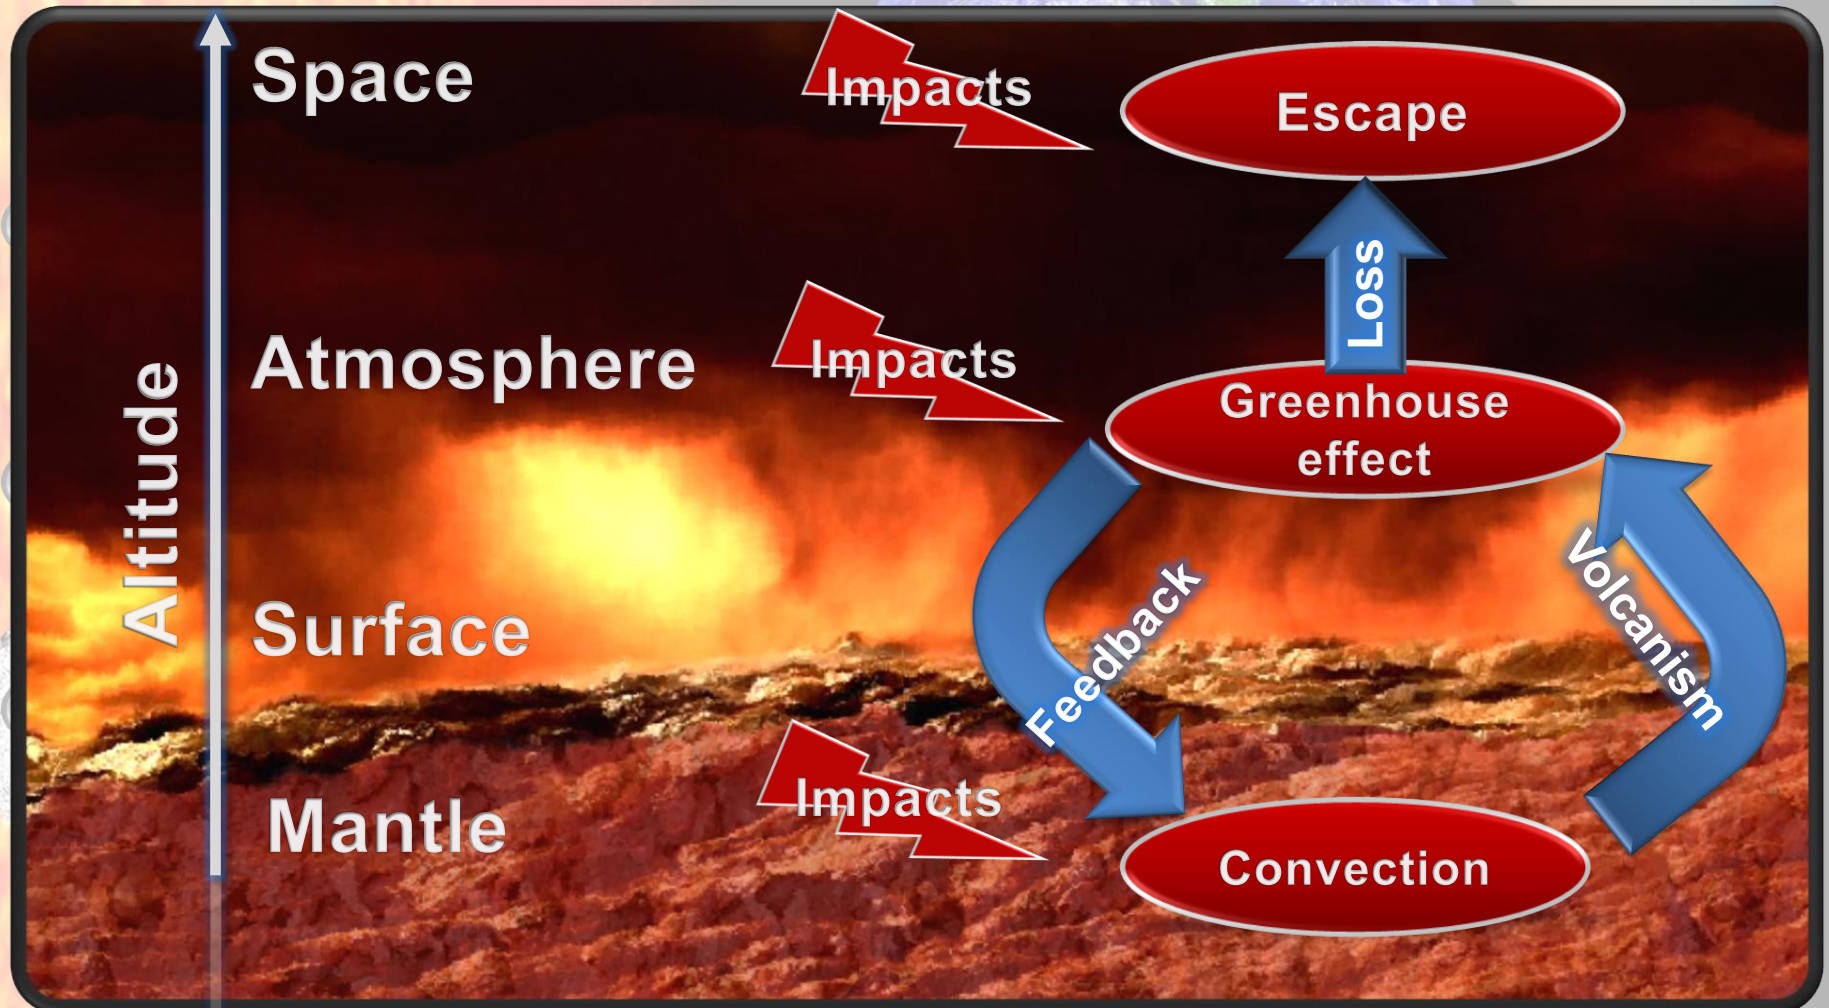 Space
Impacts
Escape
Loss
Atmosphere
Impacts
Greenhouse
effect
Altitude
Surface
Feedback
Volcanism
Mantle
Impacts
Convection